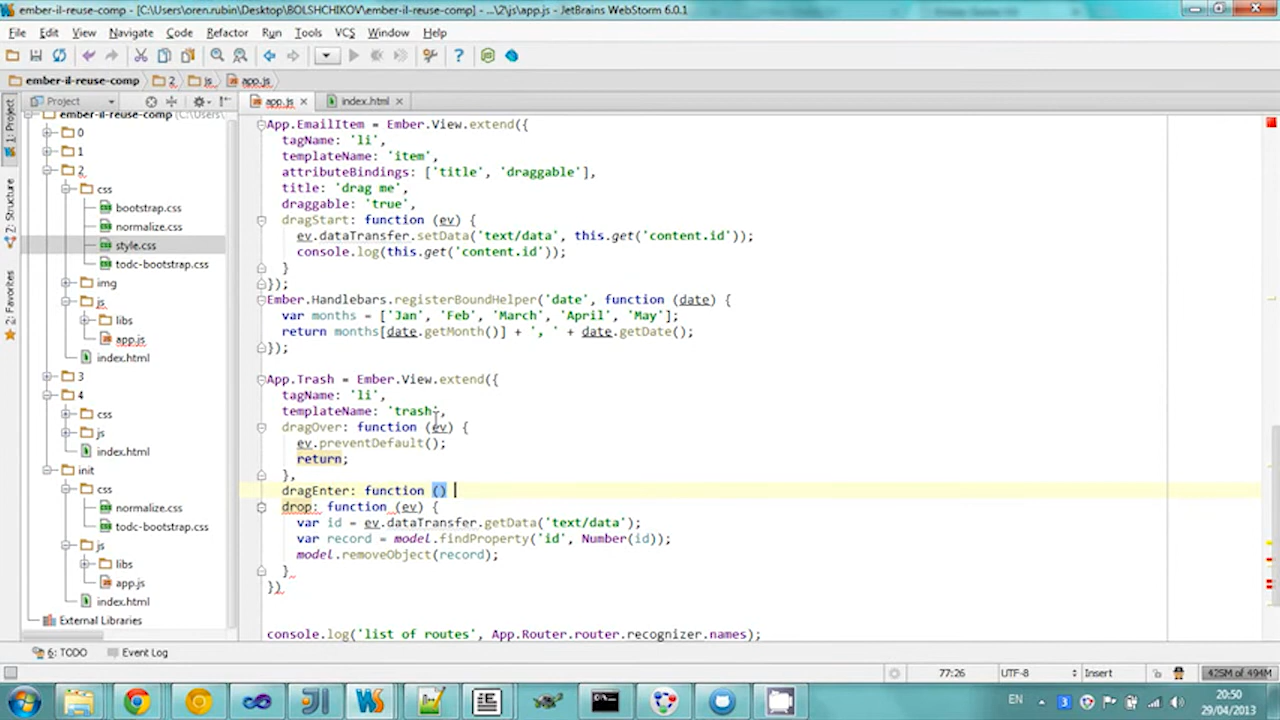 ember-il-reuse-comp - [C:\Users\oren.rubin\Desktop\BOLSHCHIKOV\ember-il-reuse-comp] - ...\2\js\app.js - JetBrains WebStorm 6.0.1
File Edit View Navigate Code Refactor Run Tools VCS Window Help
ember-il-reuse-comp 2 js app.js
Project app.js index.html
1: Project
Z: Structure
2: Favorites
ember-il-reuse-comp (C:\Users\
0
1
2
css
bootstrap.css
normalize.css
style.css
todc-bootstrap.css
img
js
libs
app.js
index.html
3
4
css
js
index.html
init
css
normalize.css
todc-bootstrap.css
js
libs
app.js
index.html
External Libraries
App.EmailItem = Ember.View.extend({
tagName: 'li',
templateName: 'item',
attributeBindings: ['title', 'draggable'],
title: 'drag me',
draggable: 'true',
dragStart: function (ev) {
ev.dataTransfer.setData('text/data', this.get('content.id'));
console.log(this.get('content.id'));
}
});
Ember.Handlebars.registerBoundHelper('date', function (date) {
var months = ['Jan', 'Feb', 'March', 'April', 'May'];
return months[date.getMonth()] + ', ' + date.getDate();
});
App.Trash = Ember.View.extend({
tagName: 'li',
templateName: 'trash',
dragOver: function (ev) {
ev.preventDefault();
return;
},
dragEnter: function ()
drop: function (ev) {
var id = ev.dataTransfer.getData('text/data');
var record = model.findProperty('id', Number(id));
model.removeObject(record);
}
})
console.log('list of routes', App.Router.router.recognizer.names);
6: TODO Event Log
77:26 UTF-8 Insert 425M of 494M
EN 20:50
29/04/2013